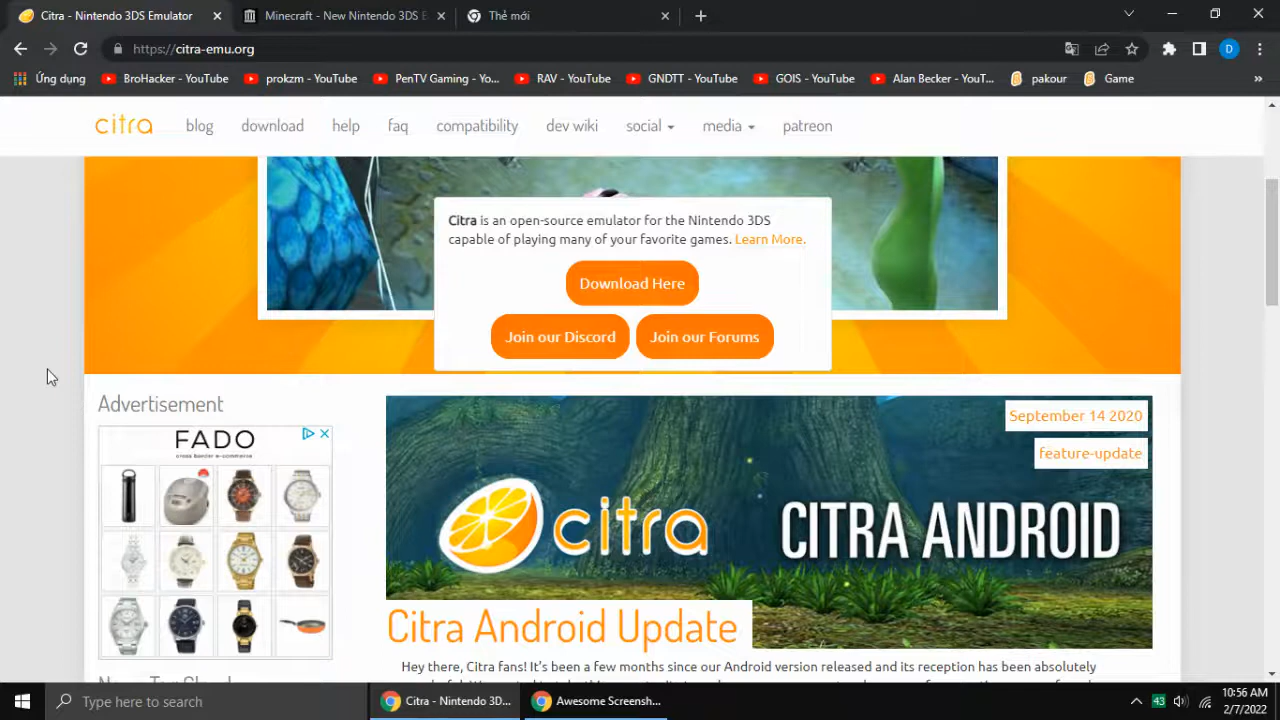 Citra - Nintendo 3DS Emulator
Minecraft - New Nintendo 3DS E
Thẻ mới
https://citra-emu.org
D
Ứng dụng
BroHacker - YouTube
prokzm - YouTube
PenTV Gaming - Yo...
RAV - YouTube
GNDTT - YouTube
GOIS - YouTube
Alan Becker - YouT...
pakour
Game
citra
blog
download
help
faq
compatibility
dev wiki
social
media
patreon
Citra is an open-source emulator for the Nintendo 3DS
capable of playing many of your favorite games. Learn More.
Download Here
Join our Discord
Join our Forums
Advertisement
FADO
cross border e-commerce
September 14 2020
feature-update
citra
CITRA ANDROID
Citra Android Update
Hey there, Citra fans! It's been a few months since our Android version released and its reception has been absolutely
Type here to search
Citra - Nintendo 3D...
Awesome Screensh...
43
10:56 AM
2/7/2022